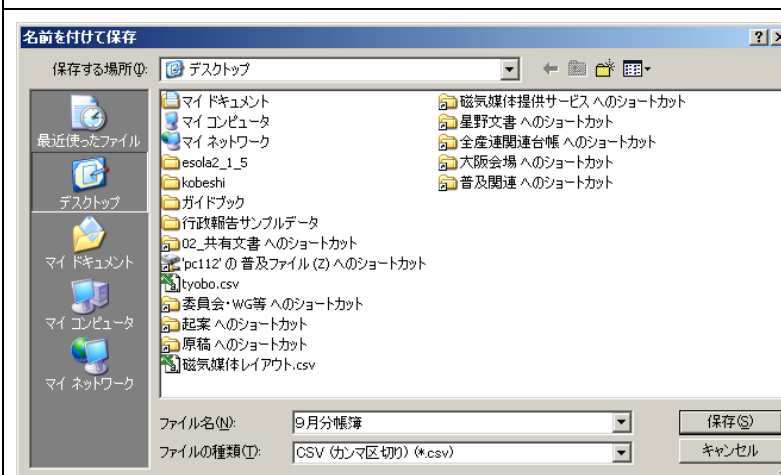 名前を付けて保存
保存する場所(I):
デスクトップ
最近使ったファイル
デスクトップ
マイ ドキュメント
マイ コンピュータ
マイ ネットワーク
マイ ドキュメント
マイ コンピュータ
マイ ネットワーク
esola2_1_5
kobeshi
ガイドブック
行政報告サンプルデータ
02_共有文書 へのショートカット
'pc112' の 普及ファイル (Z) へのショートカット
tyobo.csv
委員会・WG等 へのショートカット
起案 へのショートカット
原稿 へのショートカット
磁気媒体レイアウト.csv
磁気媒体提供サービス へのショートカット
星野文書 へのショートカット
全産連関連台帳 へのショートカット
大阪会場 へのショートカット
普及関連 へのショートカット
ファイル名(N):
9月分帳簿
保存(S)
ファイルの種類(T):
CSV (カンマ区切り) (*.csv)
キャンセル